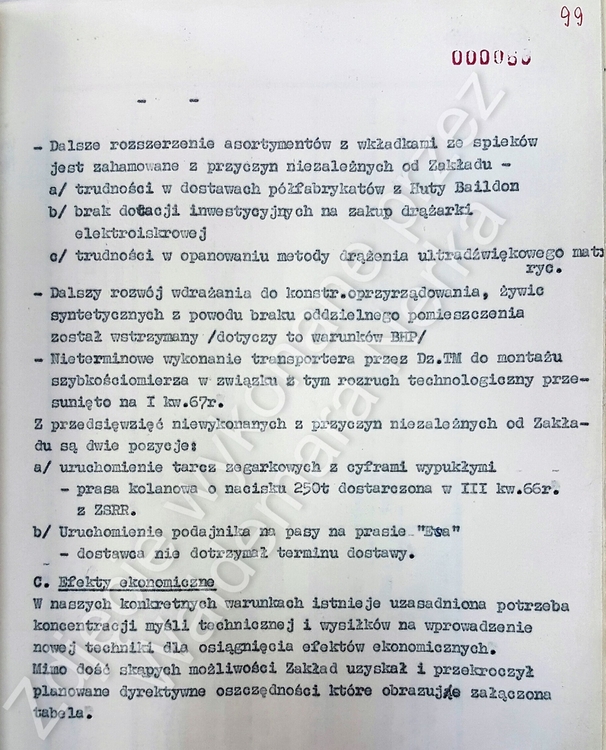 99
-      -
- Dalsze rozszerzenie asortymentów z wkładkami ze spieków
jest zahamowane z przyczyn niezależnych od Zakładu -
a/ trudności w dostawach półfabrykatów z Huty Baildon
b/ brak dotacji inwestycyjnych na zakup drążarki
elektroiskrowej
c/ trudności w opanowaniu metody drążenia ultradźwiękowego mat
ryc.
- Dalszy rozwój wdrażania do konstr.oprzyrządowania, żywic
syntetycznych z powodu braku oddzielnego pomieszczenia
został wstrzymany /dotyczy to warunków BHP/
- Nieterminowe wykonanie transportera przez Dz.TM do montażu
szybkościomierza w związku z tym rozruch technologiczny prze-
sunięto na I kw.67r.
Z przedsięwzięć niewykonanych z przyczyn niezależnych od Zakła-
du są dwie pozycje:
a/ uruchomienie tarcz zegarkowych z cyframi wypukłymi
- prasa kolanowa o nacisku 250t dostarczona w III kw.66r.
z ZSRR.
b/ Uruchomienie podajnika na pasy na prasie "Esa"
- dostawca nie dotrzymał terminu dostawy.
C. Efekty ekonomiczne
W naszych konkretnych warunkach istnieje uzasadniona potrzeba
koncentracji myśli technicznej i wysiłków na wprowadzenie
nowej techniki dla osiągnięcia efektów ekonomicznych.
Mimo dość skąpych możliwości Zakład uzyskał i przekroczył
planowane dyrektywne oszczędności które obrazuje załączona
tabela.
Zdjęcie wykonane przez
Waldemara Nerka